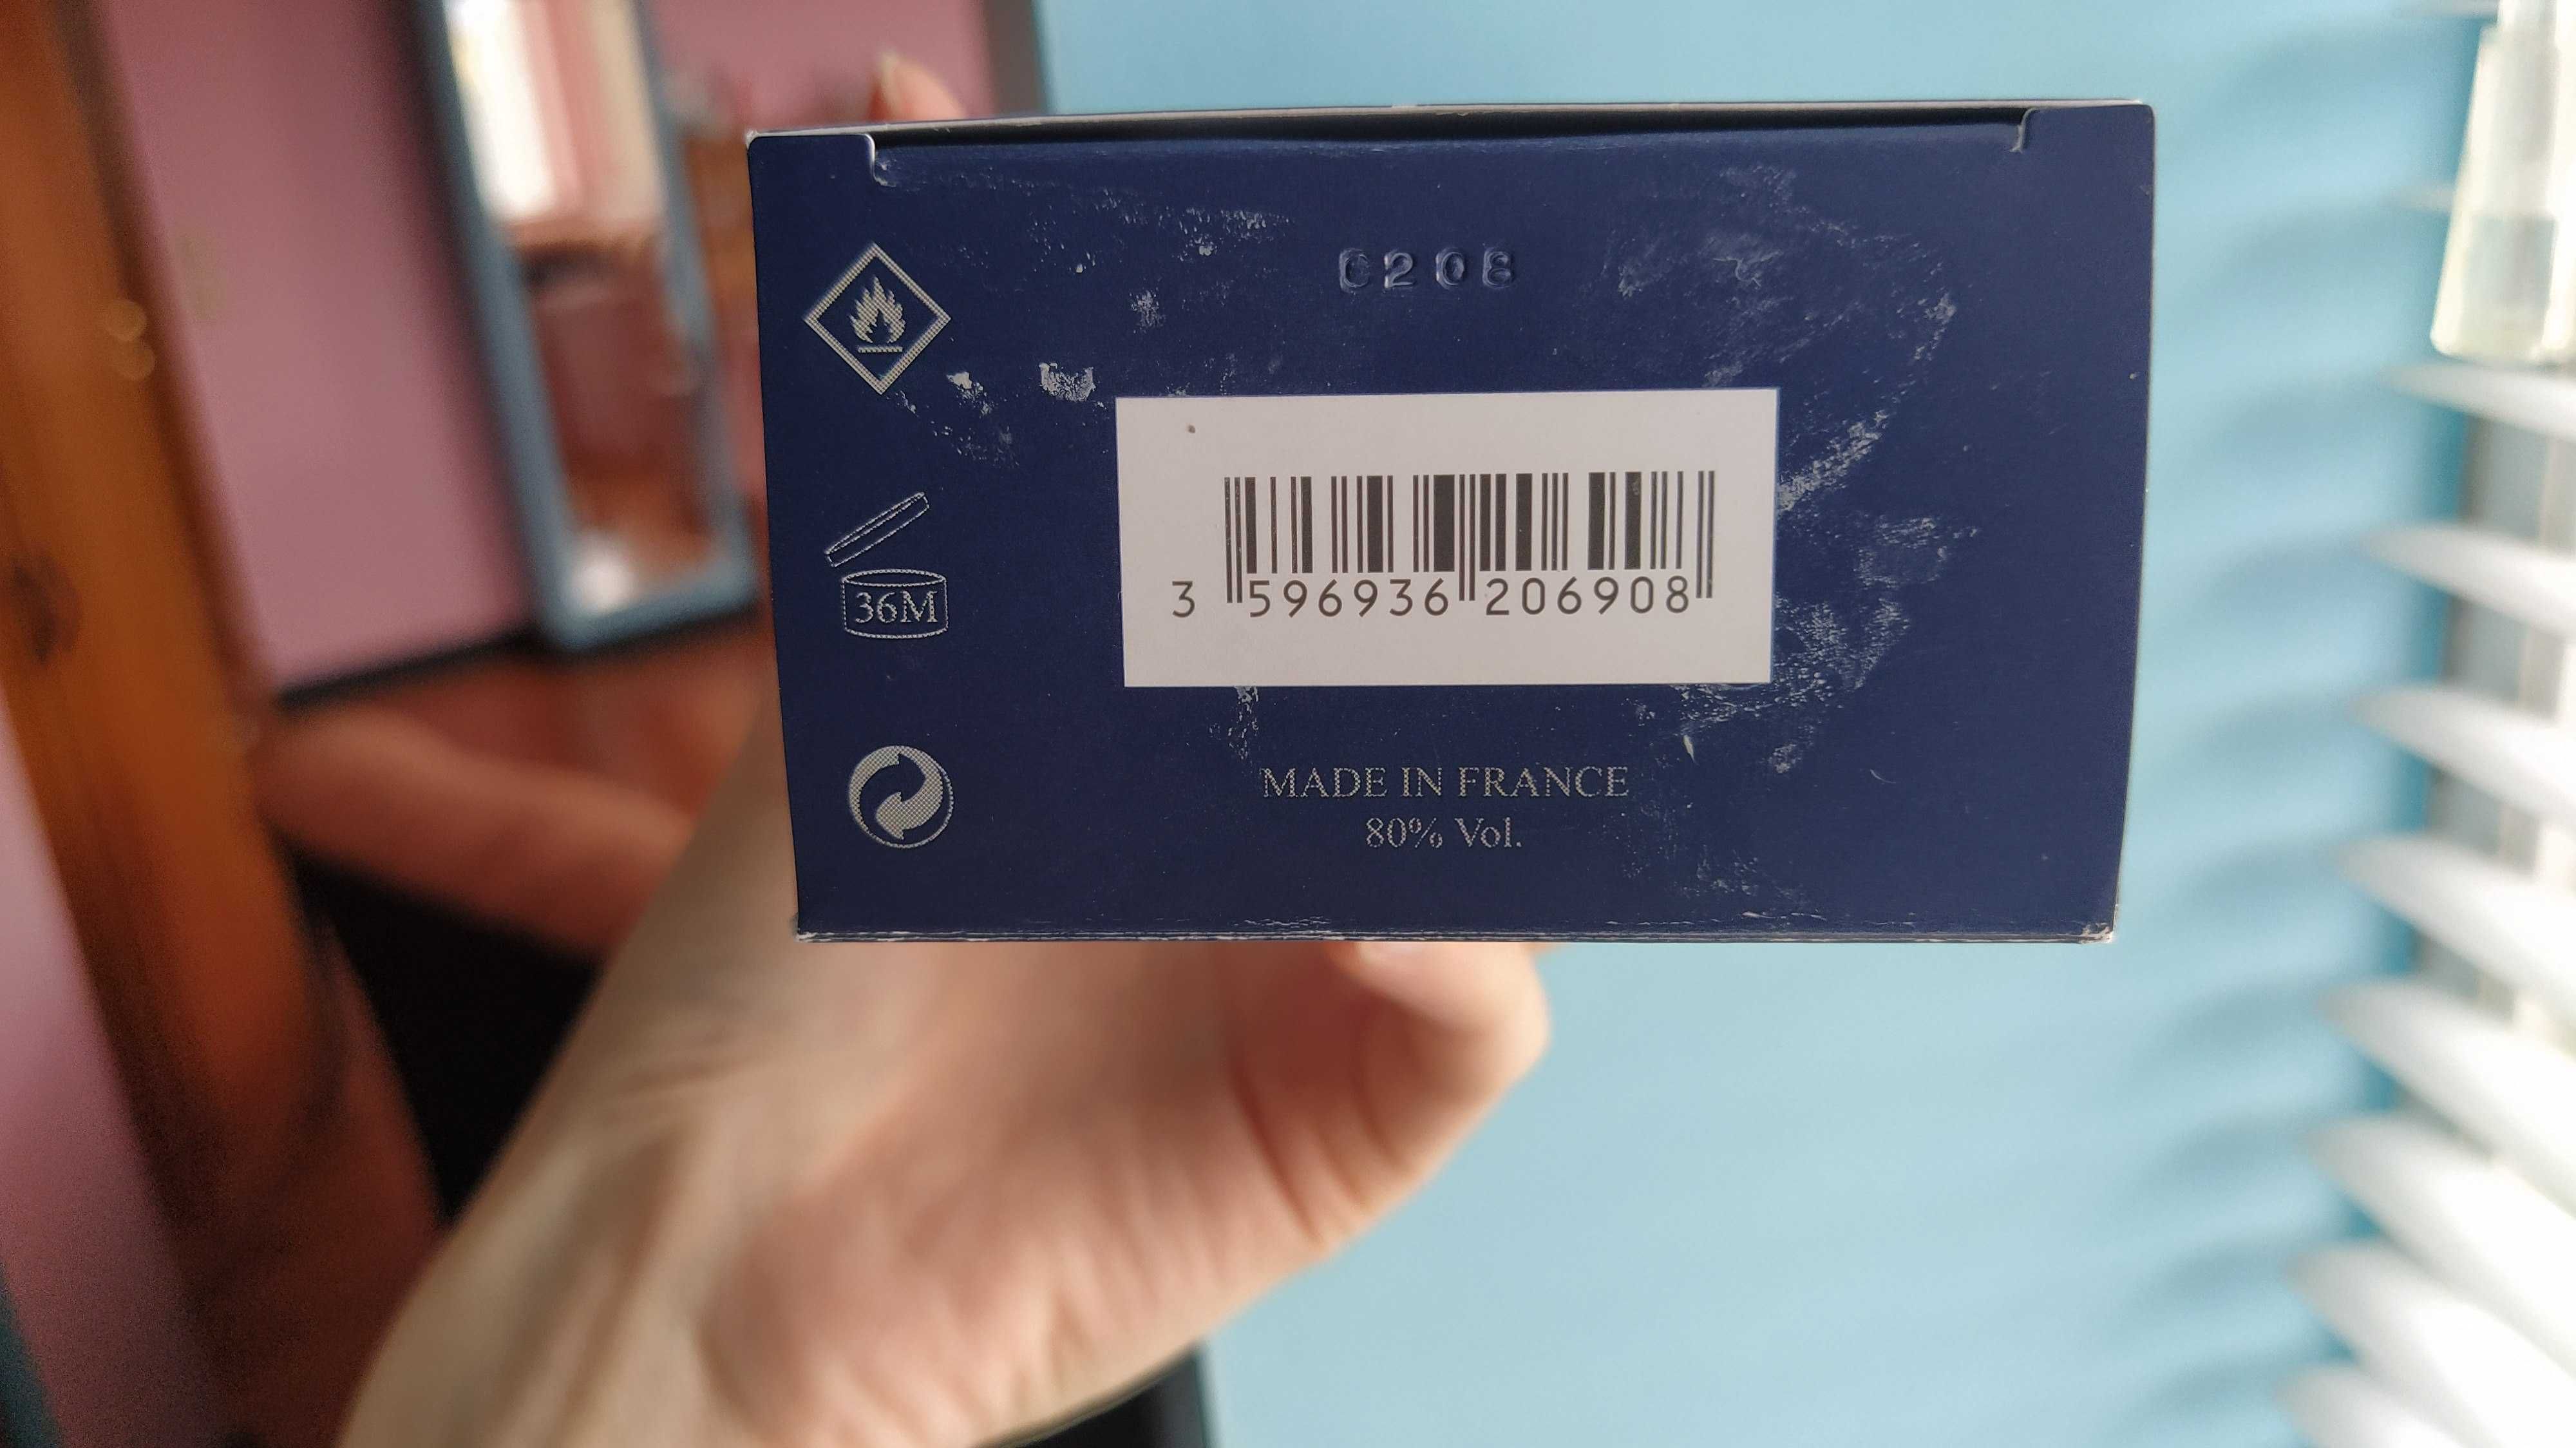 C208
36M
3 596936 206908
MADE IN FRANCE
80% Vol.